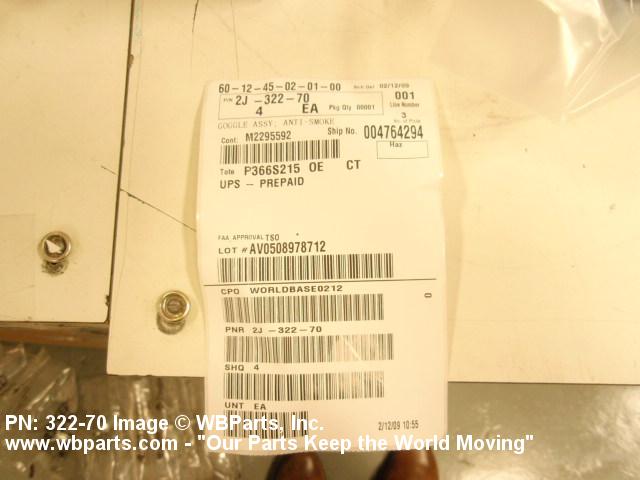 60-12-45-02-01-00 02/12/09
P/N 2J -322-70 001
4 EA Pkg Qty 00001 Line Number
3
GOGGLE ASSY; ANTI-SMOKE No. of Picks
Cont: M2295592 Ship No. 004764294
Haz
Tote P366S215 OE CT
UPS - PREPAID
FAA APPROVAL TSO
LOT # AV0508978712
CPO WORLDBASE0212
0
PNR 2J -322-70
SHQ 4
UNT EA
2/12/09 10:55
PN: 322-70 Image © WBParts, Inc.
www.wbparts.com - "Our Parts Keep the World Moving"